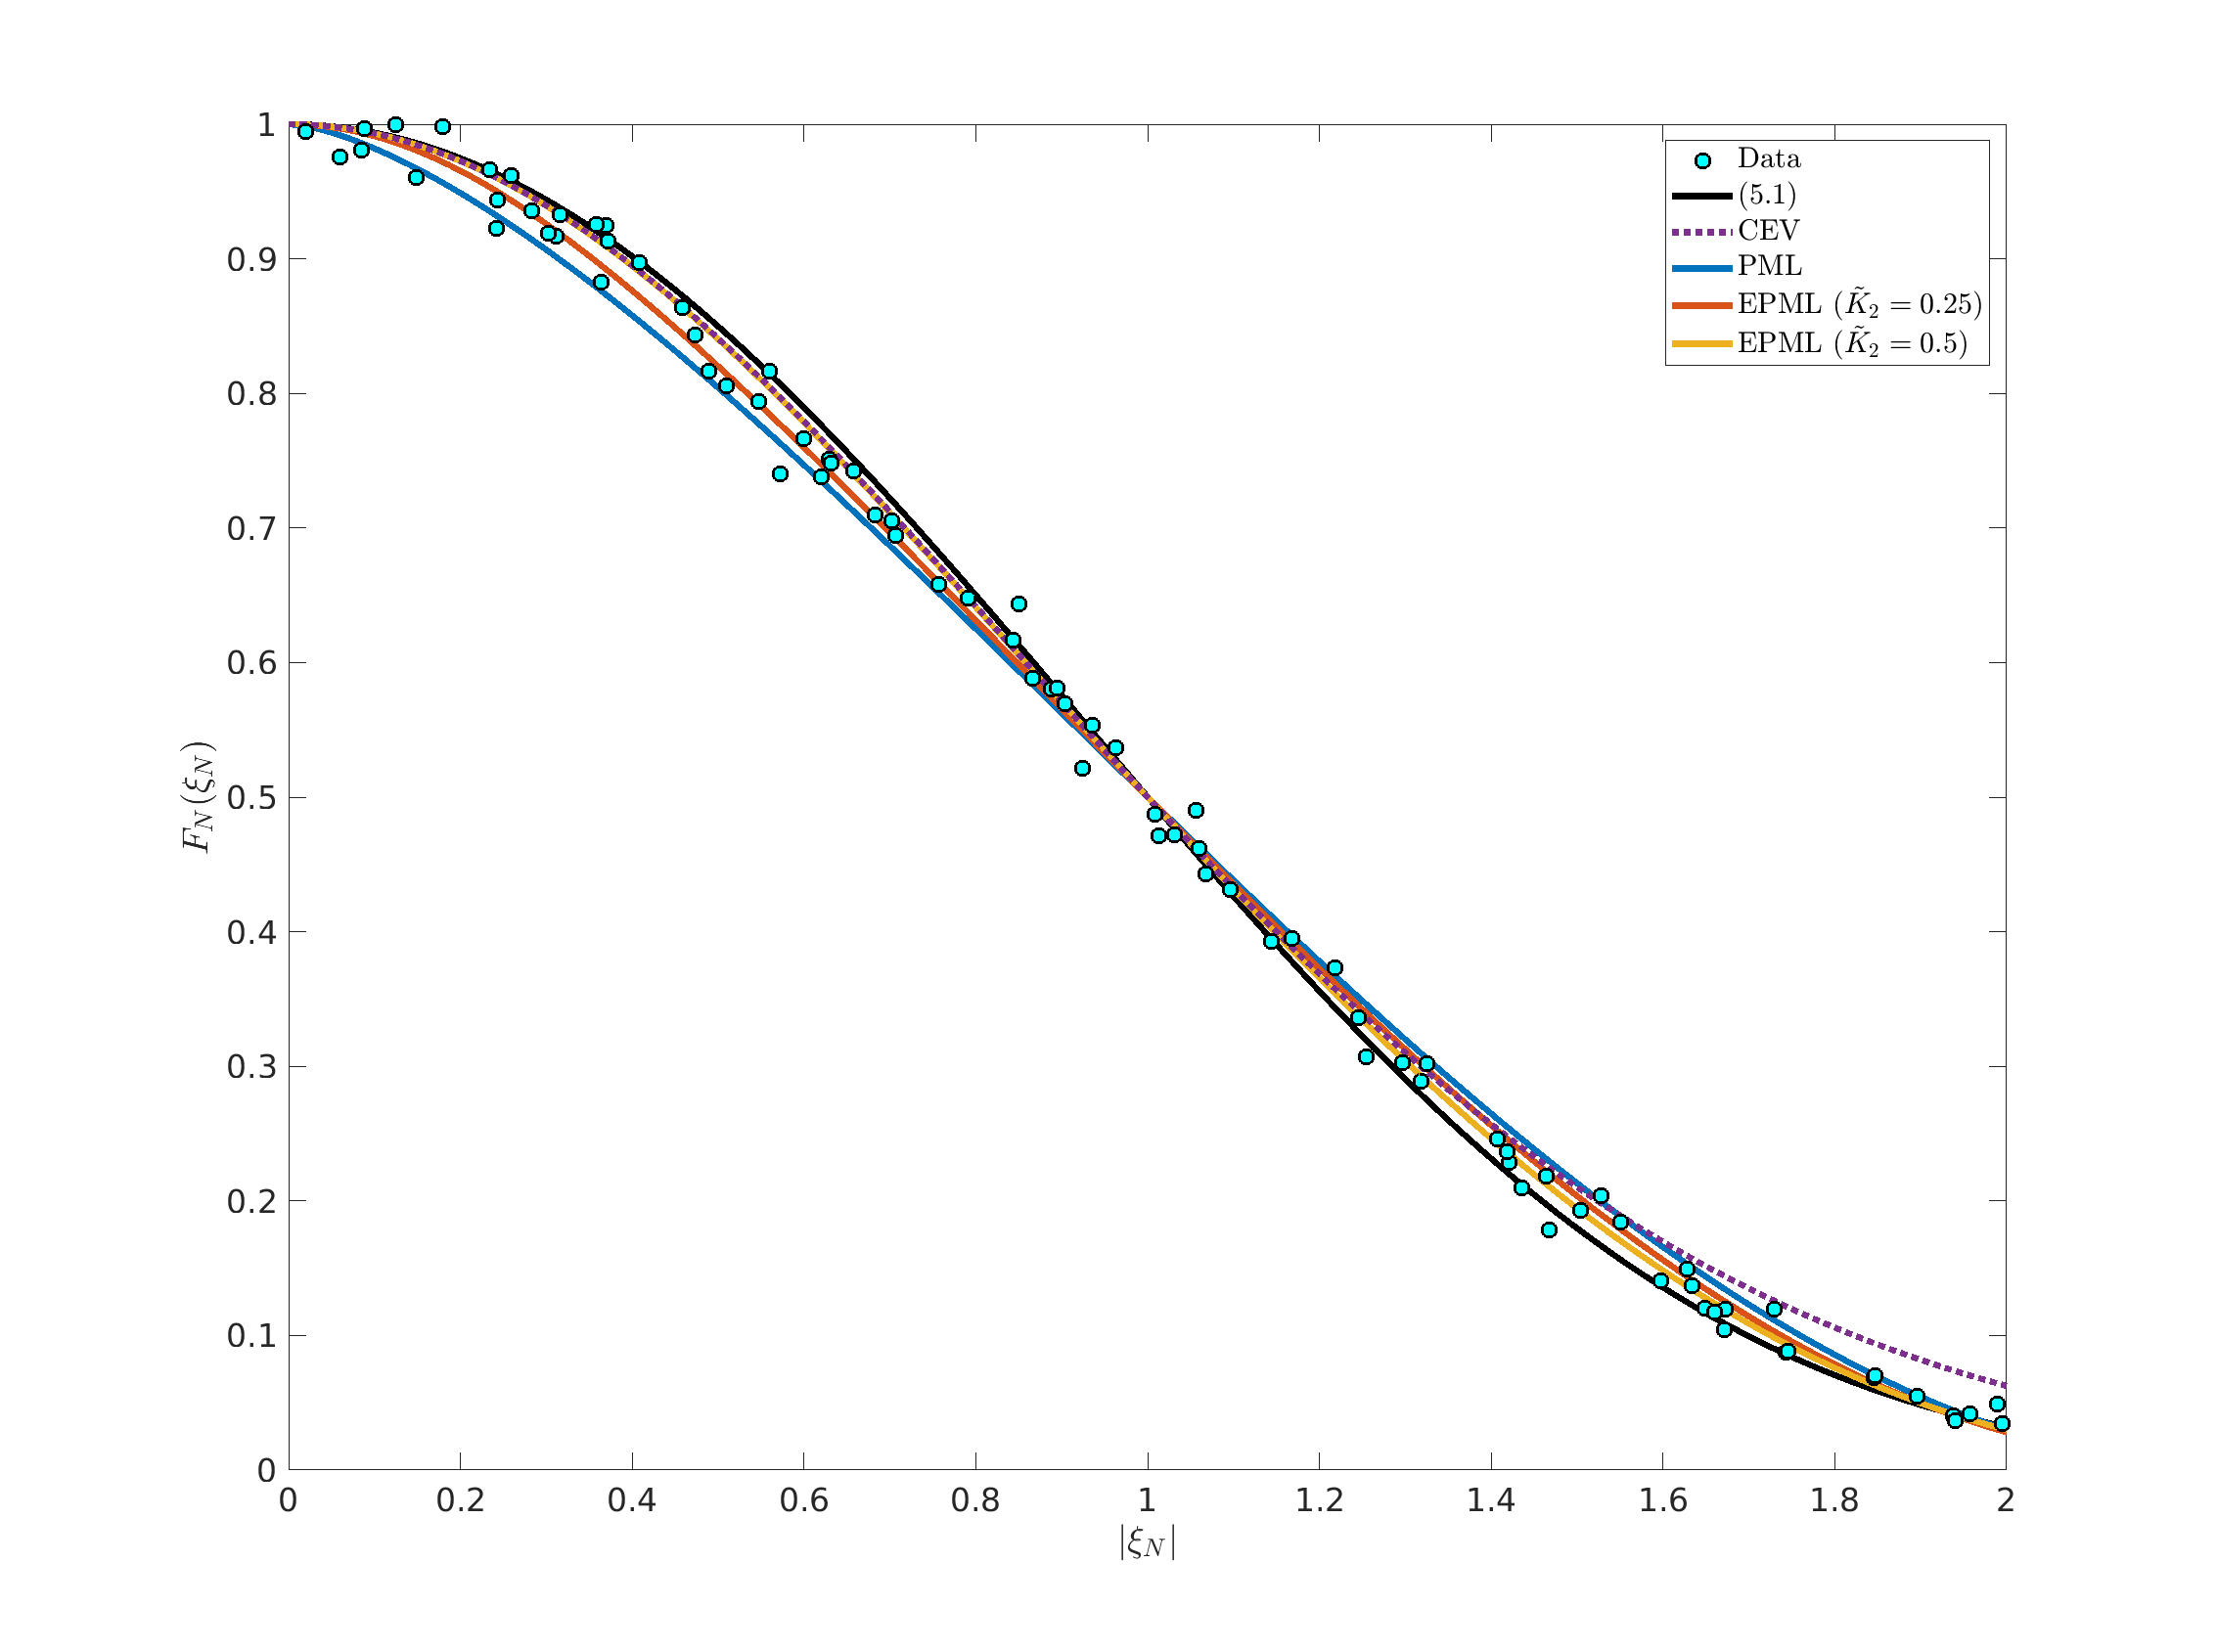 Data
(5.1)
CEV
PML
EPML (K̃₂ = 0.25)
EPML (K̃₂ = 0.5)
1
0.9
0.8
0.7
0.6
0.5
0.4
0.3
0.2
0.1
0
F_N(ξ_N)
0 0.2 0.4 0.6 0.8 1 1.2 1.4 1.6 1.8 2
|ξ_N|